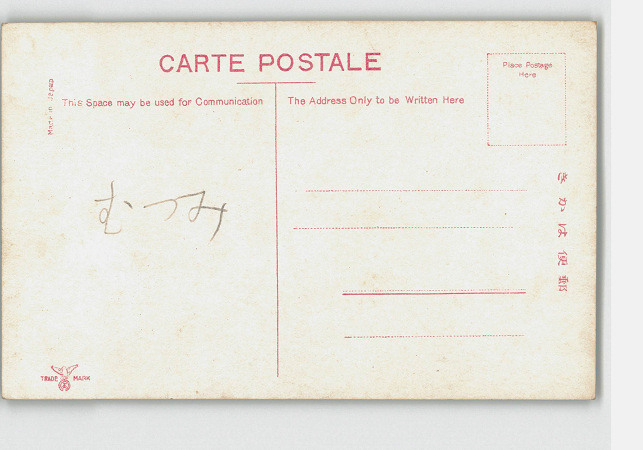 CARTE POSTALE
Made in Japan
This Space may be used for Communication
The Address Only to be Written Here
Place Postage
Here
むつみ
きかは便郵
TRADE MARK